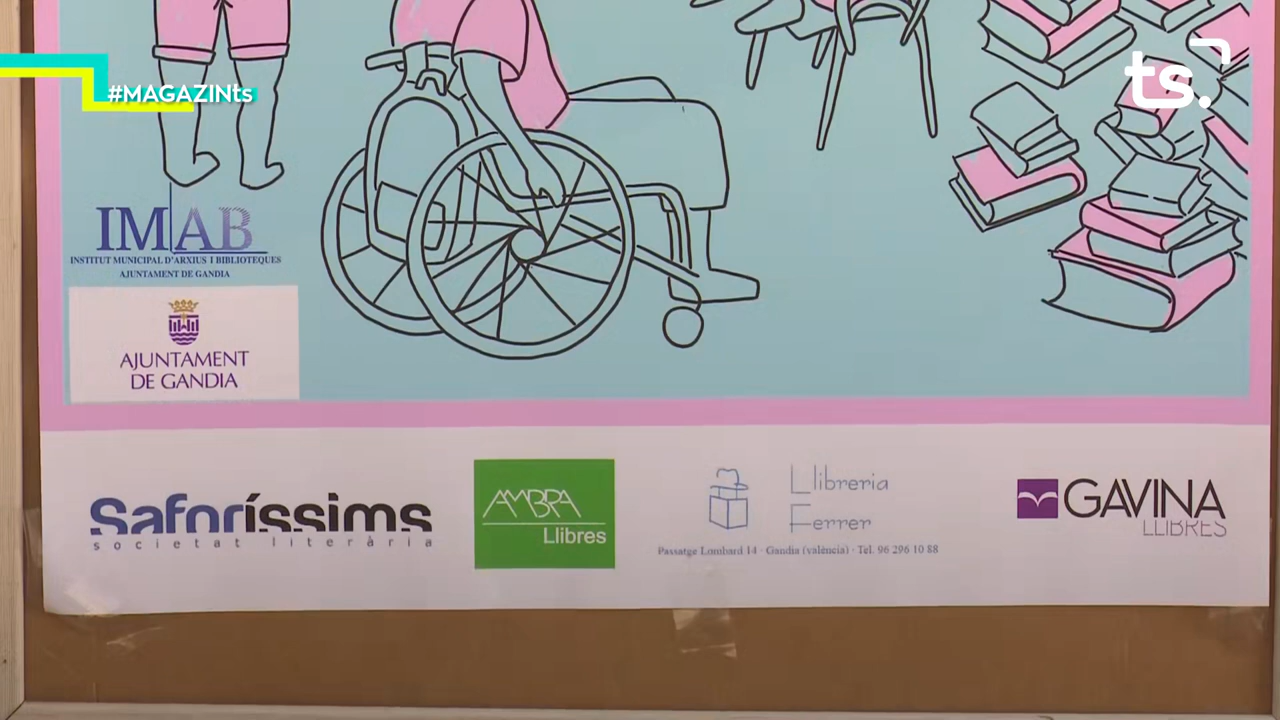 #MAGAZINts
ts.
IMAB
INSTITUT MUNICIPAL D'ARXIUS I BIBLIOTEQUES
AJUNTAMENT DE GANDIA
AJUNTAMENT
DE GANDIA
Saforíssims
societat literària
AMBRA
Llibres
Llibreria
Ferrer
Passatge Lombard 14 · Gandia (valéncia) · Tel. 96 296 10 88
GAVINA
LLIBRES